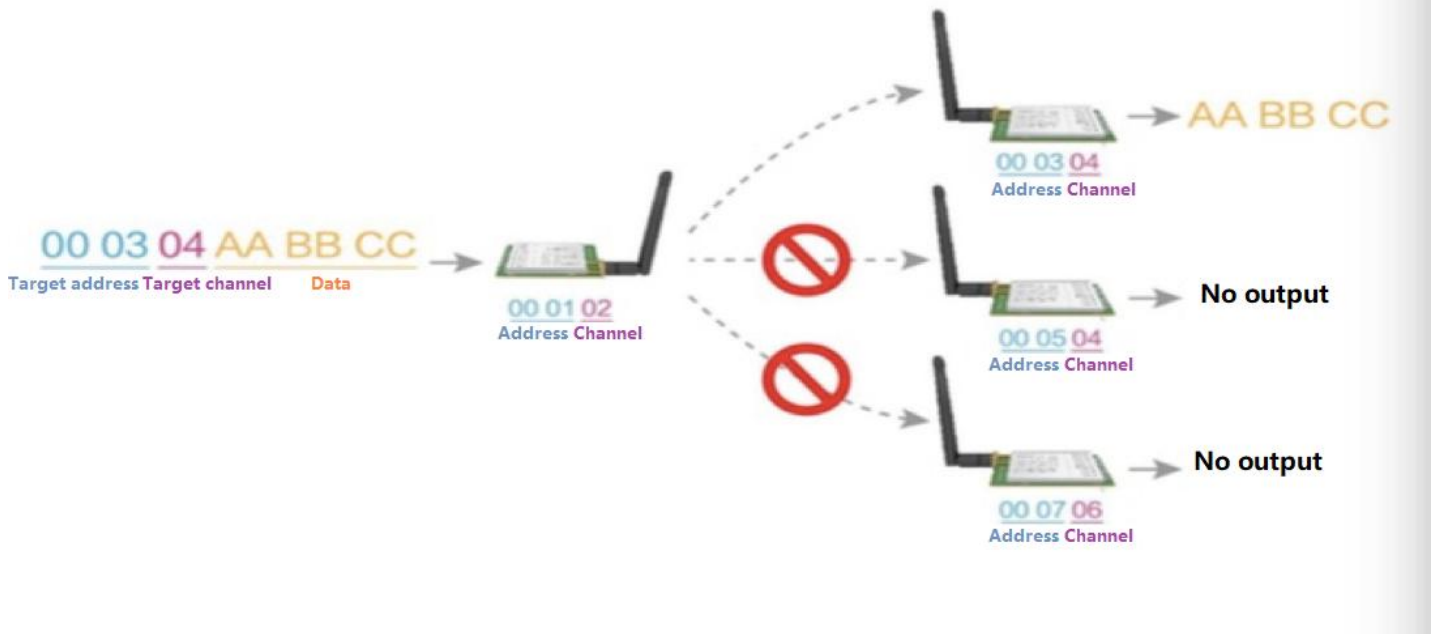 00 03 04 AA BB CC
Target address Target channel Data
00 01 02
Address Channel
AA BB CC
00 03 04
Address Channel
No output
00 05 04
Address Channel
No output
00 07 06
Address Channel